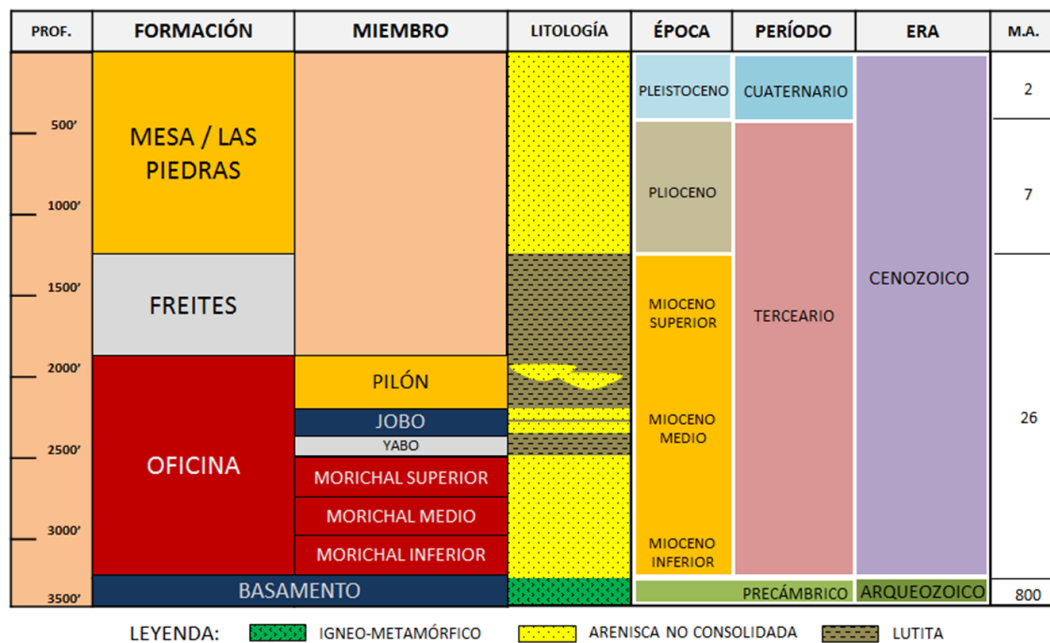 PROF. FORMACIÓN MIEMBRO LITOLOGÍA ÉPOCA PERÍODO ERA M.A.
PLEISTOCENO CUATERNARIO 2
500'
MESA / LAS
PIEDRAS
PLIOCENO 7
1000'
CENOZOICO
1500'
FREITES
MIOCENO
SUPERIOR
TERCEARIO
2000'
PILÓN
JOBO
MIOCENO
MEDIO
26
YABO
2500'
OFICINA
MORICHAL SUPERIOR
MORICHAL MEDIO
3000'
MORICHAL INFERIOR
MIOCENO
INFERIOR
BASAMENTO PRECÁMBRICO ARQUEOZOICO 800
3500'
LEYENDA: IGNEO-METAMÓRFICO ARENISCA NO CONSOLIDADA LUTITA